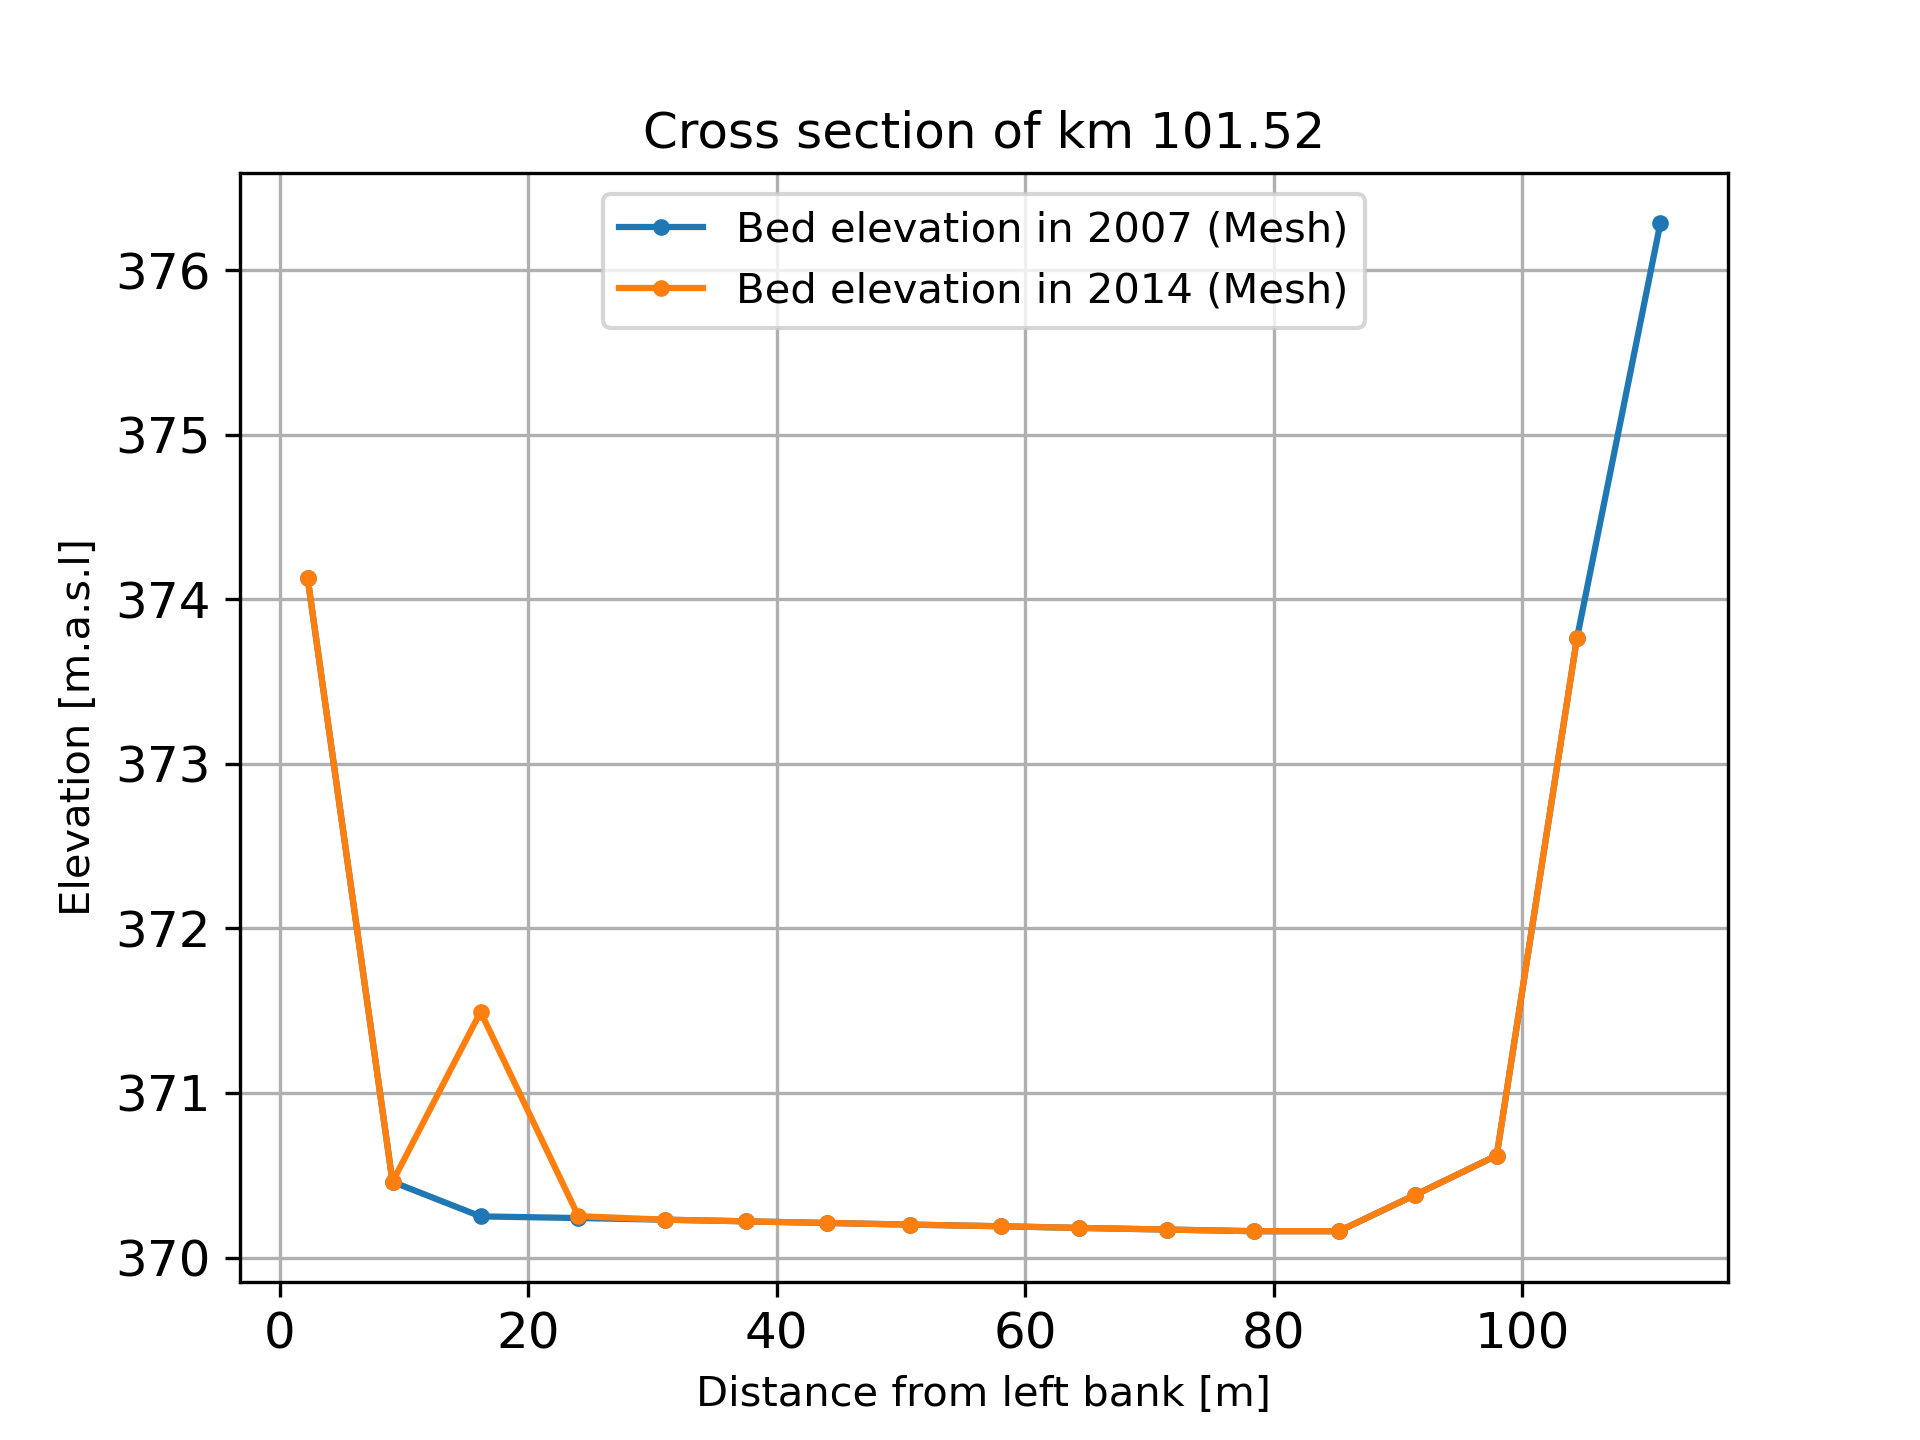 Cross section of km 101.52
Bed elevation in 2007 (Mesh)
Bed elevation in 2014 (Mesh)
Elevation [m.a.s.l]
376
375
374
373
372
371
370
0 20 40 60 80 100
Distance from left bank [m]